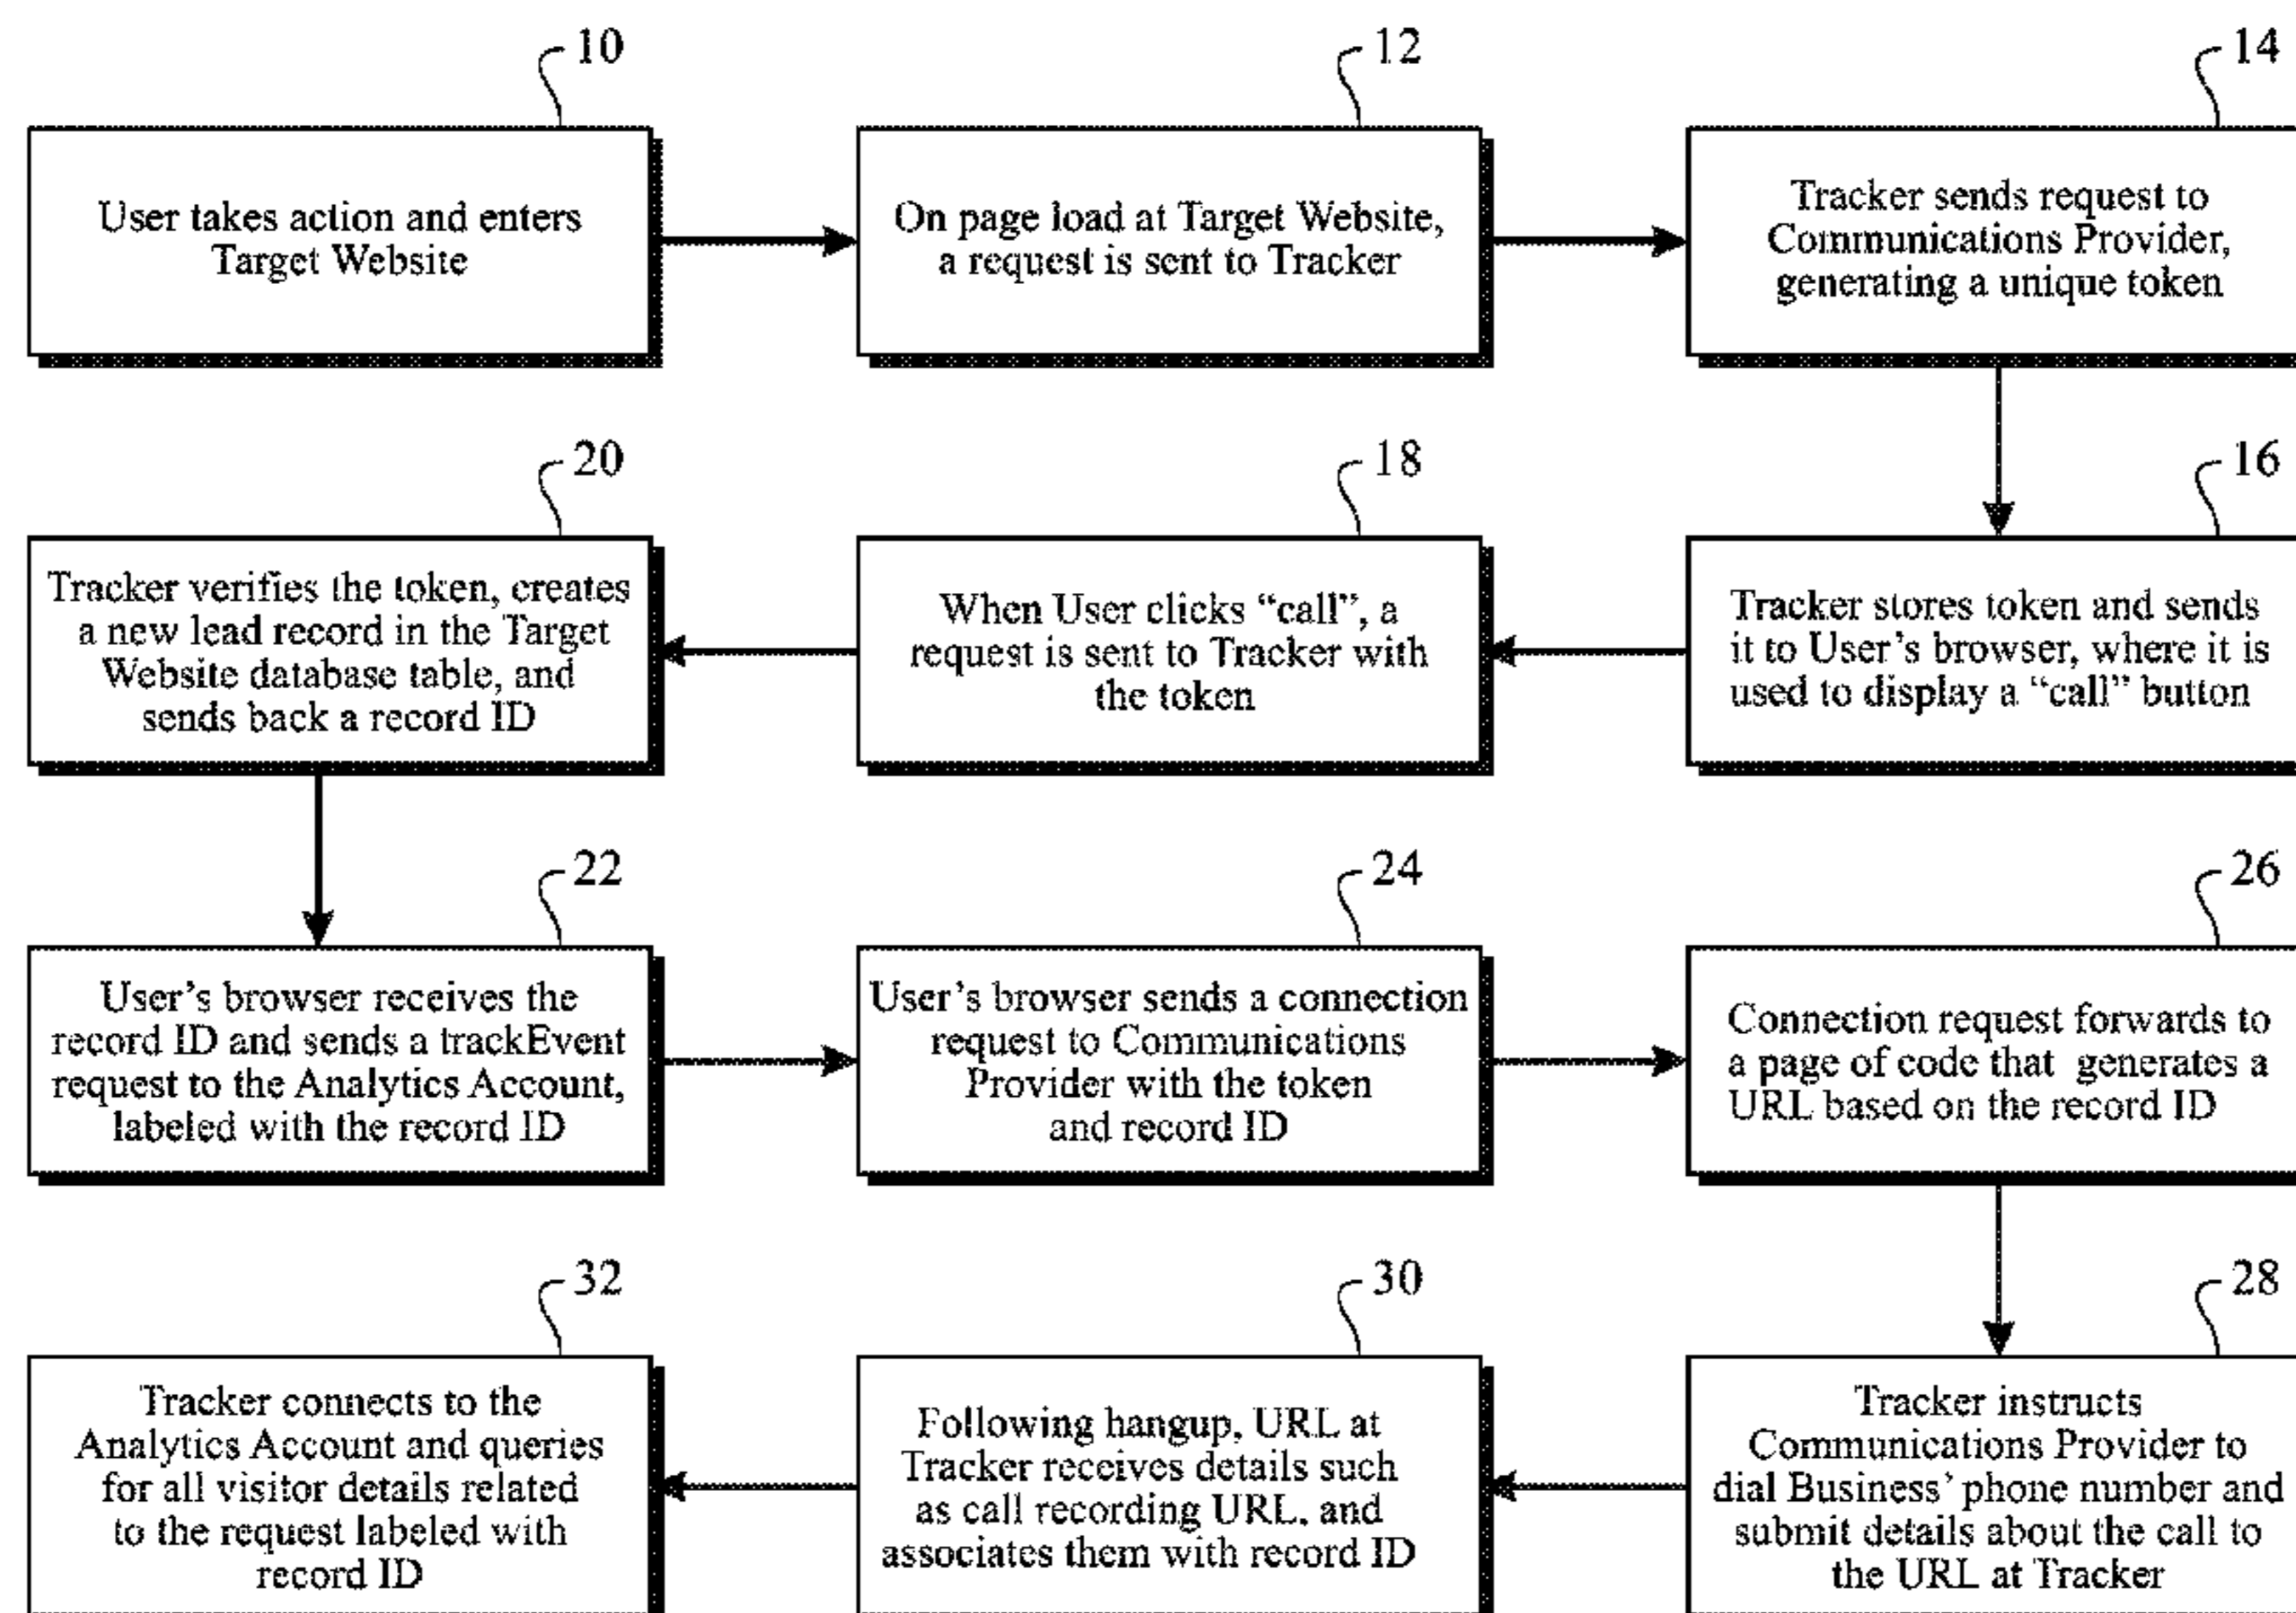 10
User takes action and enters
Target Website
12
On page load at Target Website,
a request is sent to Tracker
14
Tracker sends request to
Communications Provider,
generating a unique token
16
Tracker stores token and sends
it to User's browser, where it is
used to display a "call" button
18
When User clicks "call", a
request is sent to Tracker with
the token
20
Tracker verifies the token, creates
a new lead record in the Target
Website database table, and
sends back a record ID
22
User's browser receives the
record ID and sends a trackEvent
request to the Analytics Account,
labeled with the record ID
24
User's browser sends a connection
request to Communications
Provider with the token
and record ID
26
Connection request forwards to
a page of code that generates a
URL based on the record ID
28
Tracker instructs
Communications Provider to
dial Business' phone number and
submit details about the call to
the URL at Tracker
30
Following hangup, URL at
Tracker receives details such
as call recording URL, and
associates them with record ID
32
Tracker connects to the
Analytics Account and queries
for all visitor details related
to the request labeled with
record ID